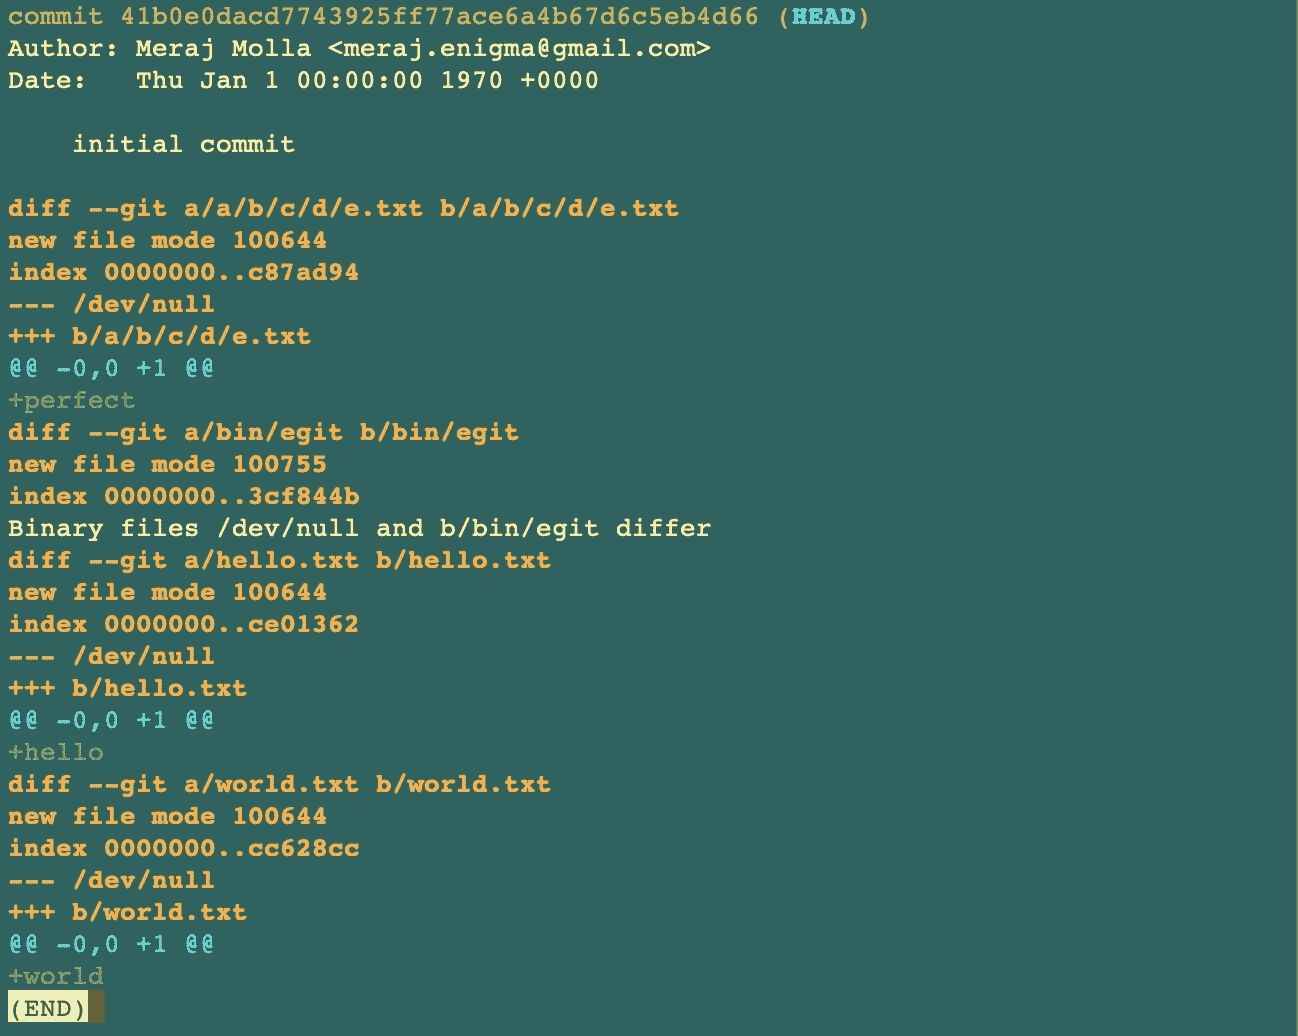 commit 41b0e0dacd7743925ff77ace6a4b67d6c5eb4d66 (HEAD)
Author: Meraj Molla <meraj.enigma@gmail.com>
Date:   Thu Jan 1 00:00:00 1970 +0000

    initial commit

diff --git a/a/b/c/d/e.txt b/a/b/c/d/e.txt
new file mode 100644
index 0000000..c87ad94
--- /dev/null
+++ b/a/b/c/d/e.txt
@@ -0,0 +1 @@
+perfect
diff --git a/bin/egit b/bin/egit
new file mode 100755
index 0000000..3cf844b
Binary files /dev/null and b/bin/egit differ
diff --git a/hello.txt b/hello.txt
new file mode 100644
index 0000000..ce01362
--- /dev/null
+++ b/hello.txt
@@ -0,0 +1 @@
+hello
diff --git a/world.txt b/world.txt
new file mode 100644
index 0000000..cc628cc
--- /dev/null
+++ b/world.txt
@@ -0,0 +1 @@
+world
(END)